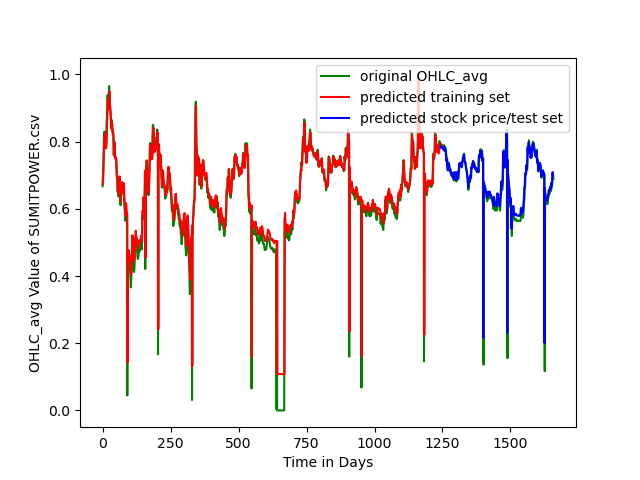 original OHLC_avg
predicted training set
predicted stock price/test set
OHLC_avg Value of SUMITPOWER.csv
1.0
0.8
0.6
0.4
0.2
0.0
0 250 500 750 1000 1250 1500
Time in Days